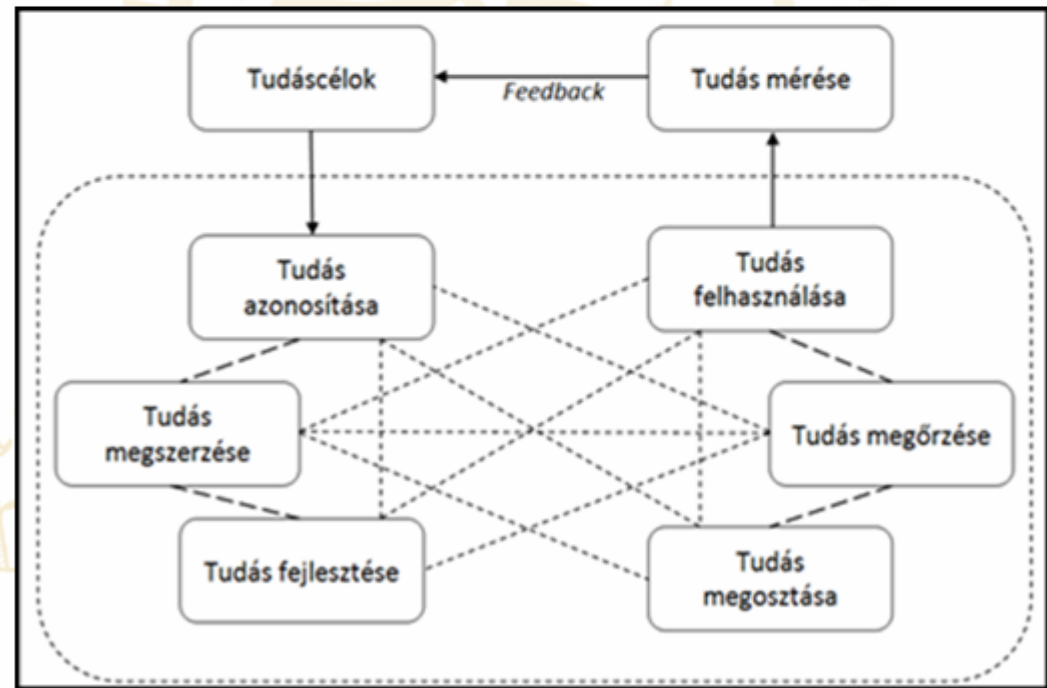 Tudáscélok
Feedback
Tudás mérése
Tudás
azonosítása
Tudás
felhasználása
Tudás
megszerzése
Tudás megőrzése
Tudás fejlesztése
Tudás
megosztása